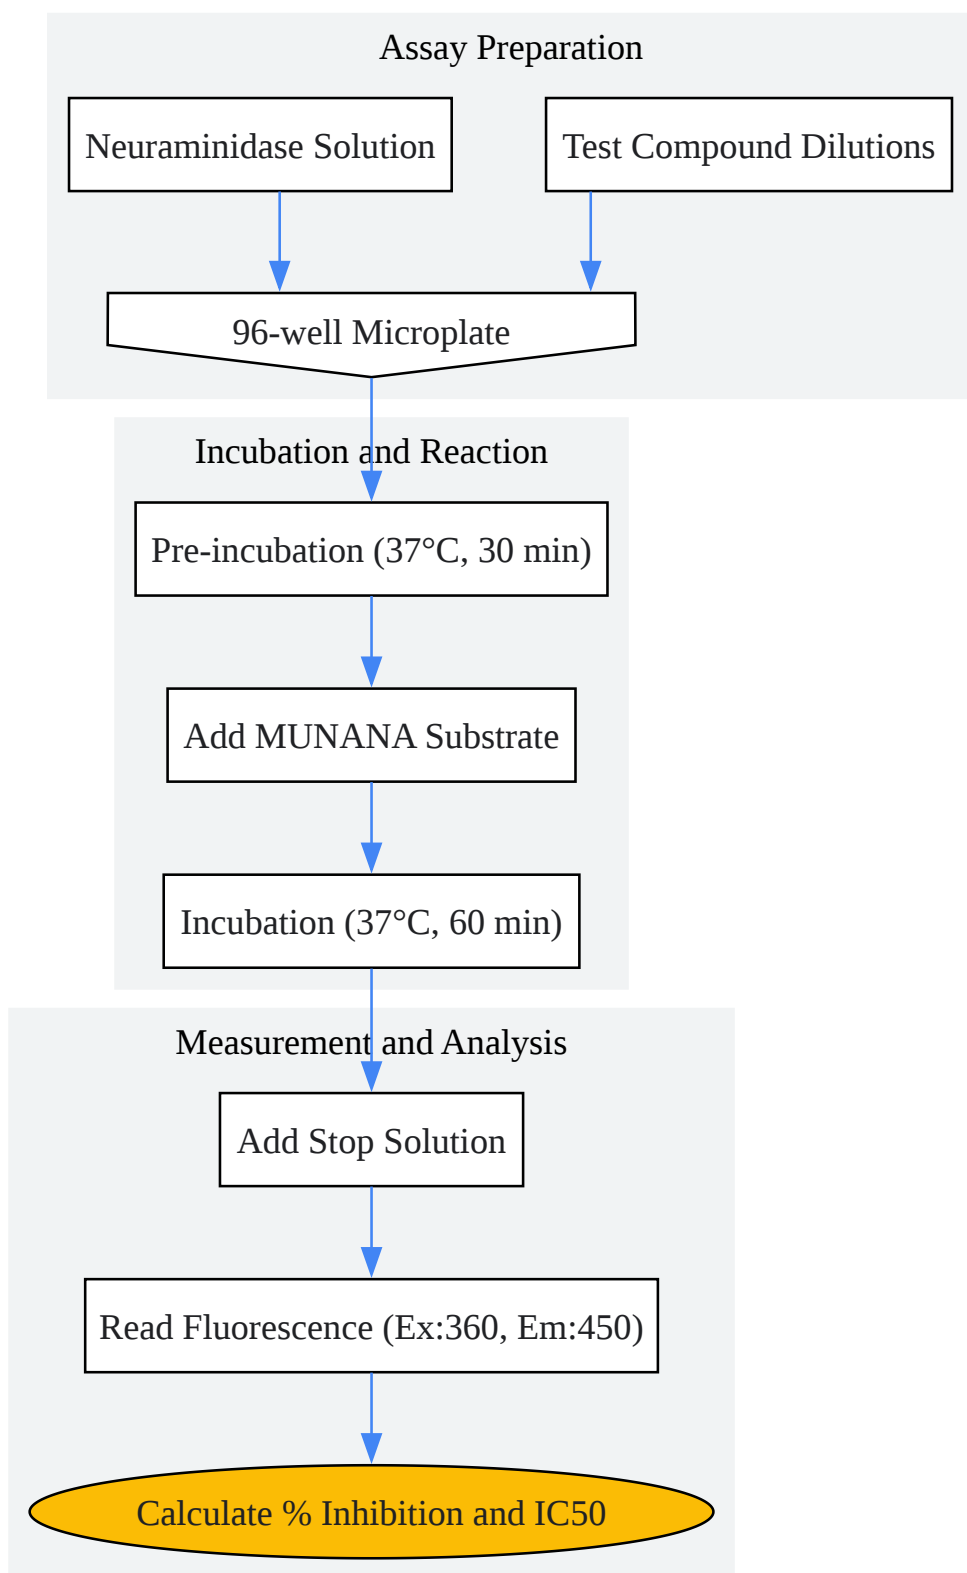 Assay Preparation
Neuraminidase Solution
Test Compound Dilutions
96-well Microplate
Incubation and Reaction
Pre-incubation (37°C, 30 min)
Add MUNANA Substrate
Incubation (37°C, 60 min)
Measurement and Analysis
Add Stop Solution
Read Fluorescence (Ex:360, Em:450)
Calculate % Inhibition and IC50